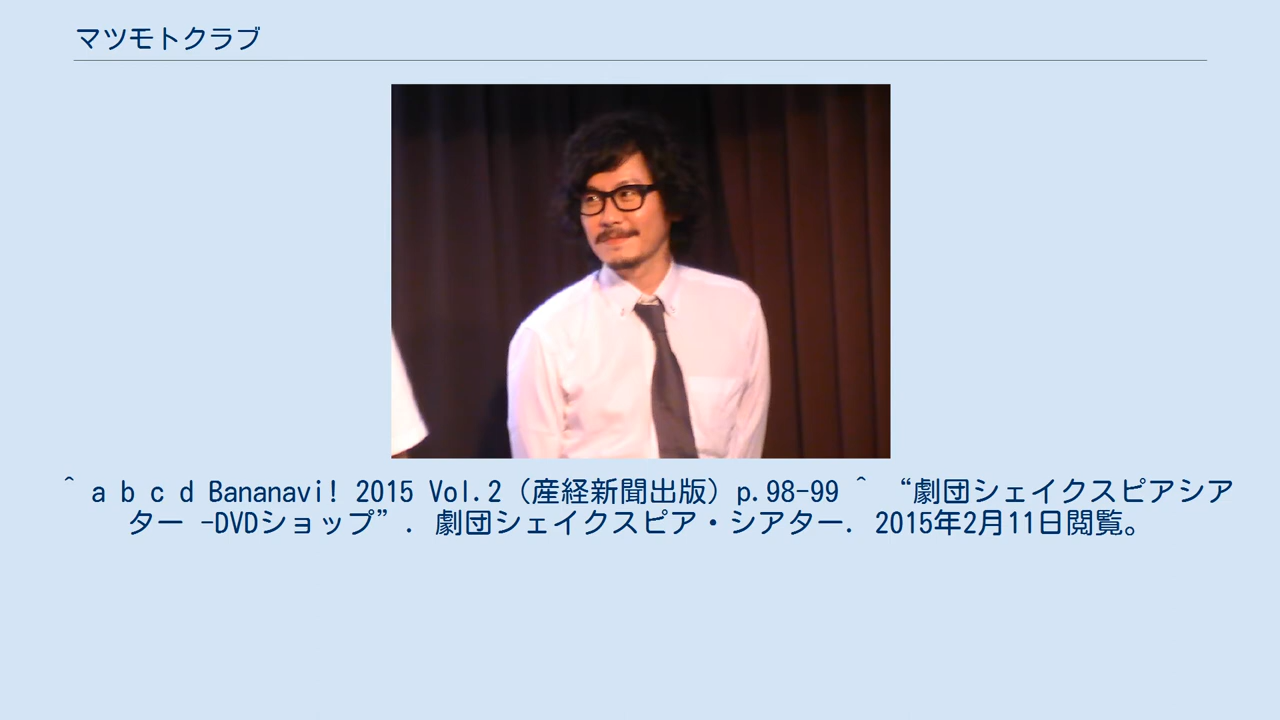 マツモトクラブ
^ a b c d Bananavi! 2015 Vol.2（産経新聞出版）p.98-99 ^ “劇団シェイクスピアシア
ター -DVDショップ”. 劇団シェイクスピア・シアター. 2015年2月11日閲覧。